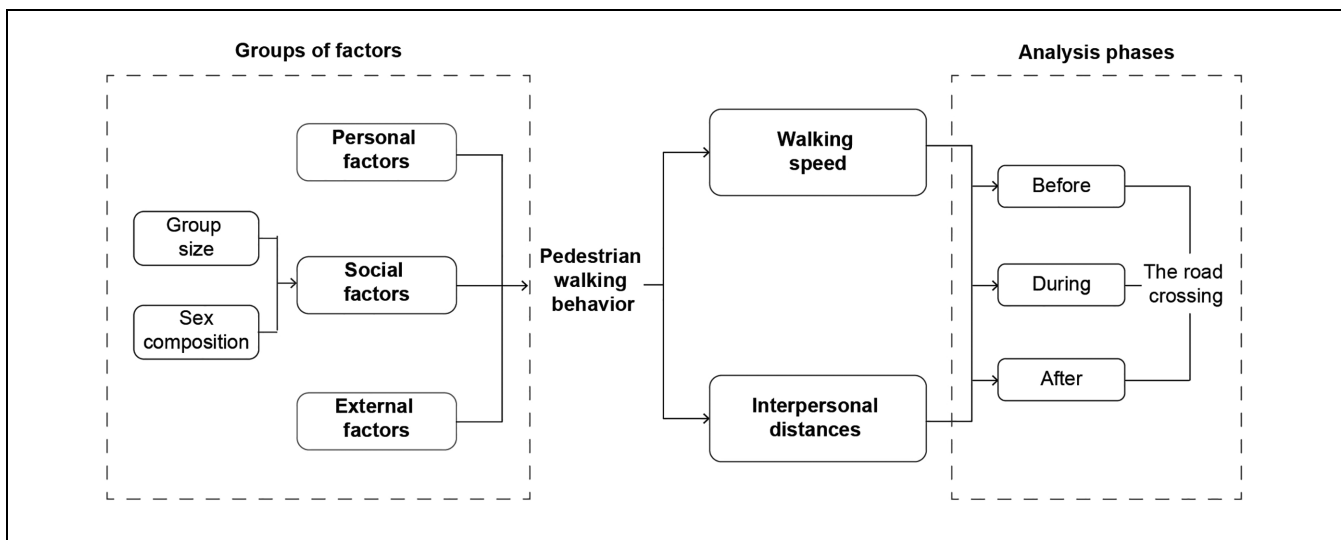 Groups of factors
Personal
factors
Group
size
Social
factors
Sex
composition
External
factors
Pedestrian
walking
behavior
Walking
speed
Interpersonal
distances
Analysis phases
Before
During
After
The road
crossing